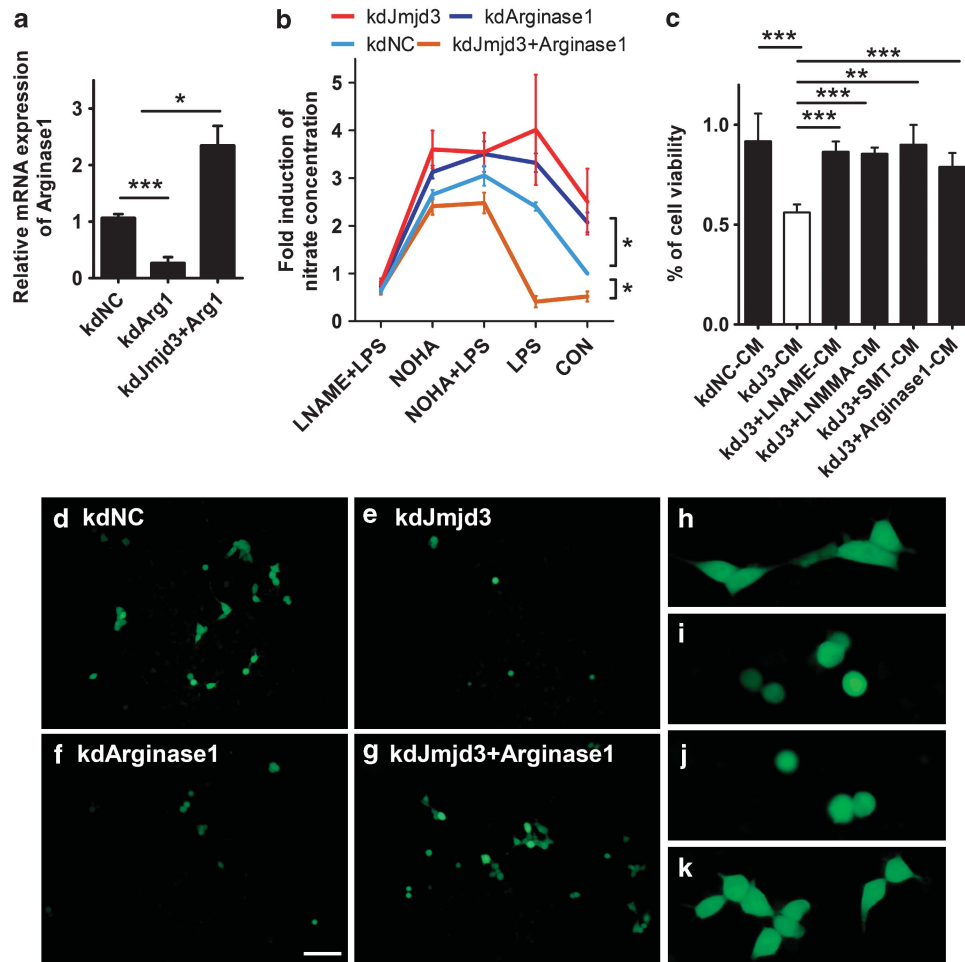 a
Relative mRNA expression
of Arginase1
3
2
1
0
***
*
kdNC
kdArg1
kdJmjd3+Arg1
b
kdJmjd3
kdArginase1
kdNC
kdJmjd3+Arginase1
Fold induction of
nitrate concentration
5
4
3
2
1
0
*
*
LNAME+LPS
NOHA
NOHA+LPS
LPS
CON
c
% of cell viability
1.0
0.5
0.0
***
***
**
***
***
kdNC-CM
kdJ3-CM
kdJ3+LNAME-CM
kdJ3+LNMMA-CM
kdJ3+SMT-CM
kdJ3+Arginase1-CM
d kdNC
e kdJmjd3
f kdArginase1
g kdJmjd3+Arginase1
h
i
j
k